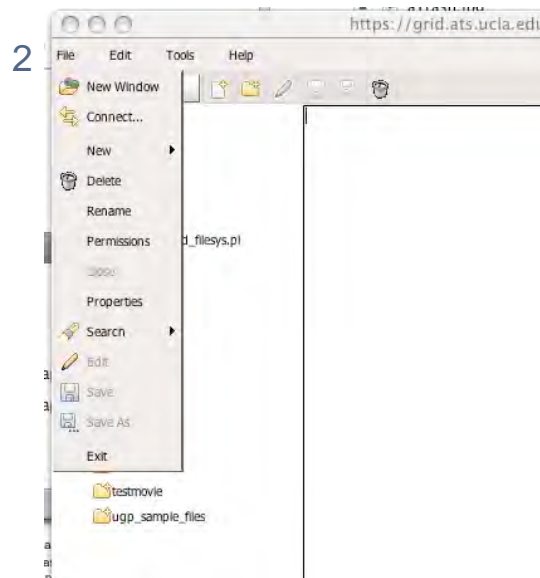 https://grid.ats.ucla.edu
2
File Edit Tools Help
New Window
Connect...
New
Delete
Rename
Permissions
d_filesys.pl
Close
Properties
Search
Edit
Save
Save As
Exit
testmovie
ugp_sample_files